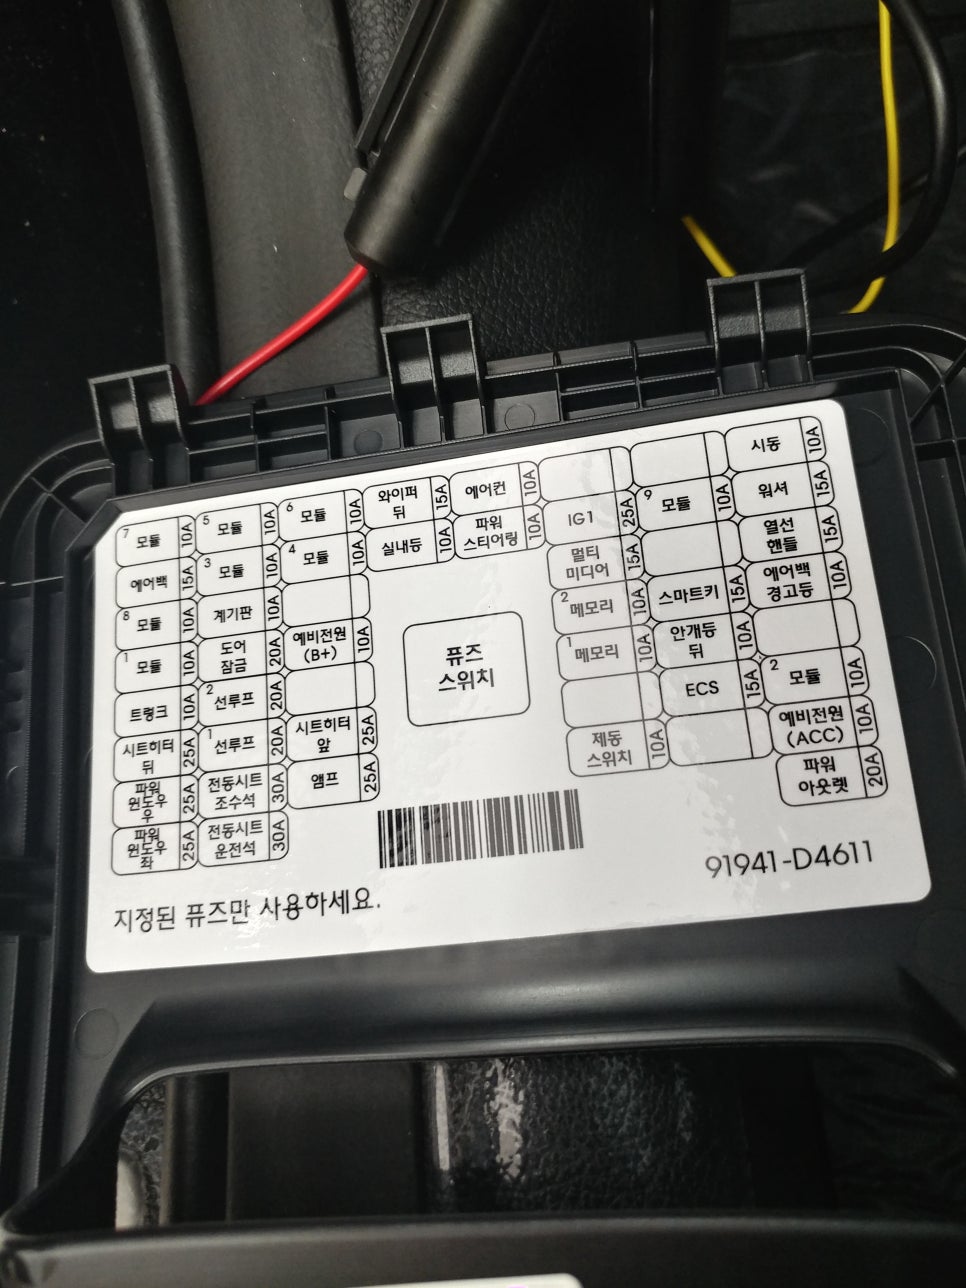 7 모듈 10A
5 모듈 10A
6 모듈 10A
와이퍼
뒤 15A
에어컨 10A
시동 10A
에어백 15A
3 모듈 10A
4 모듈 10A
실내등 10A
파워
스티어링 10A
IG1 25A
9 모듈 10A
워셔 15A
8 모듈 10A
계기판 10A
멀티
미디어 15A
열선
핸들 15A
1 모듈 10A
도어
잠금 20A
예비전원
(B+) 10A
2 메모리 10A
스마트키 15A
에어백
경고등 10A
트렁크 10A
2 선루프 20A
1 메모리 10A
안개등
뒤 10A
시트히터
뒤 25A
1 선루프 20A
시트히터
앞 25A
퓨즈
스위치
ECS 15A
2 모듈 10A
파워
윈도우
우 25A
전동시트
조수석 30A
앰프 25A
제동
스위치 10A
예비전원
(ACC) 10A
파워
윈도우
좌 25A
전동시트
운전석 30A
파워
아웃렛 20A
91941-D4611
지정된 퓨즈만 사용하세요.